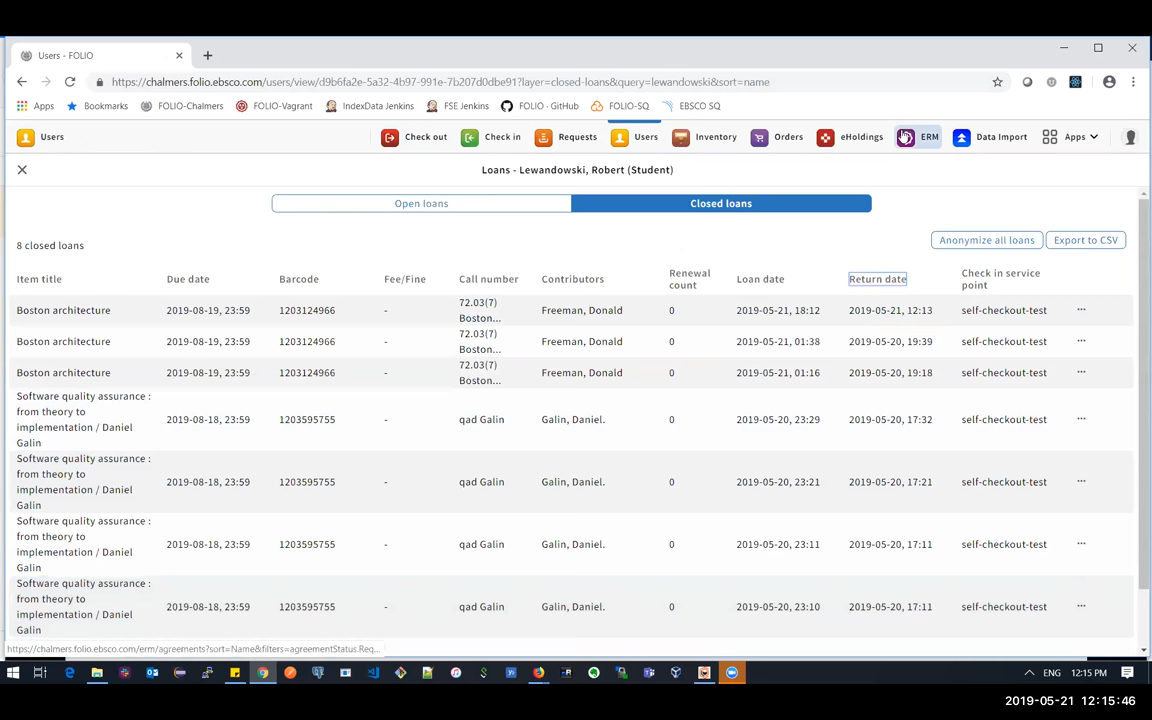 Users - FOLIO
https://chalmers.folio.ebsco.com/users/view/d9b6fa2e-5a32-4b97-991e-7b207d0dbe91?layer=closed-loans&query=lewandowski&sort=name
Apps Bookmarks FOLIO-Chalmers FOLIO-Vagrant IndexData Jenkins FSE Jenkins FOLIO - GitHub FOLIO-SQ EBSCO SQ
Users Check out Check in Requests Users Inventory Orders eHoldings ERM Data Import Apps
Loans - Lewandowski, Robert (Student)
Open loans Closed loans
8 closed loans Anonymize all loans Export to CSV
Item title Due date Barcode Fee/Fine Call number Contributors Renewal count Loan date Return date Check in service point
Boston architecture 2019-08-19, 23:59 1203124966 - 72.03(7) Boston... Freeman, Donald 0 2019-05-21, 18:12 2019-05-21, 12:13 self-checkout-test ...
Boston architecture 2019-08-19, 23:59 1203124966 - 72.03(7) Boston... Freeman, Donald 0 2019-05-21, 01:38 2019-05-20, 19:39 self-checkout-test ...
Boston architecture 2019-08-19, 23:59 1203124966 - 72.03(7) Boston... Freeman, Donald 0 2019-05-21, 01:16 2019-05-20, 19:18 self-checkout-test ...
Software quality assurance :
from theory to
implementation / Daniel
Galin
2019-08-18, 23:59 1203595755 - qad Galin Galin, Daniel. 0 2019-05-20, 23:29 2019-05-20, 17:32 self-checkout-test ...
Software quality assurance :
from theory to
implementation / Daniel
Galin
2019-08-18, 23:59 1203595755 - qad Galin Galin, Daniel. 0 2019-05-20, 23:21 2019-05-20, 17:21 self-checkout-test ...
Software quality assurance :
from theory to
implementation / Daniel
Galin
2019-08-18, 23:59 1203595755 - qad Galin Galin, Daniel. 0 2019-05-20, 23:11 2019-05-20, 17:11 self-checkout-test ...
Software quality assurance :
from theory to
implementation / Daniel
Galin
2019-08-18, 23:59 1203595755 - qad Galin Galin, Daniel. 0 2019-05-20, 23:10 2019-05-20, 17:11 self-checkout-test ...
https://chalmers.folio.ebsco.com/erm/agreements?sort=Name&filters=agreementStatus.Req...
ENG 12:15 PM
2019-05-21 12:15:46